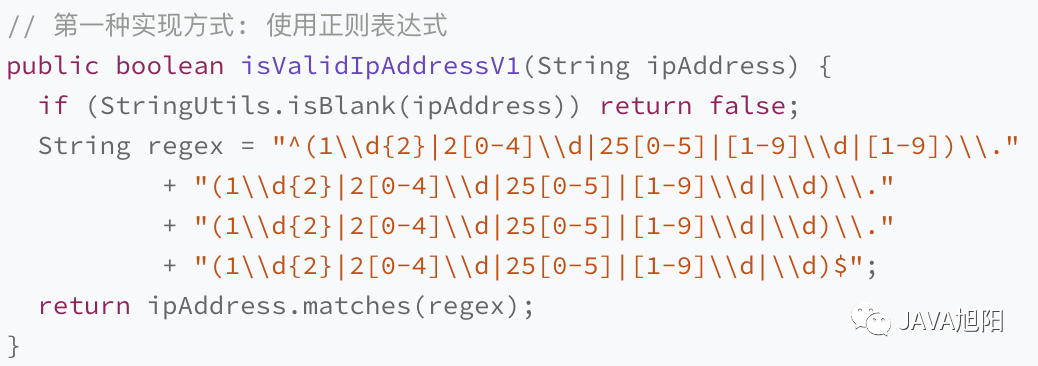 // 第一种实现方式: 使用正则表达式
public boolean isValidIpAddressV1(String ipAddress) {
  if (StringUtils.isBlank(ipAddress)) return false;
  String regex = "^(1\\d{2}|2[0-4]\\d|25[0-5]|[1-9]\\d|[1-9])\\."
          + "(1\\d{2}|2[0-4]\\d|25[0-5]|[1-9]\\d|\\d)\\."
          + "(1\\d{2}|2[0-4]\\d|25[0-5]|[1-9]\\d|\\d)\\."
          + "(1\\d{2}|2[0-4]\\d|25[0-5]|[1-9]\\d|\\d)$";
  return ipAddress.matches(regex);
JAVA旭阳
}